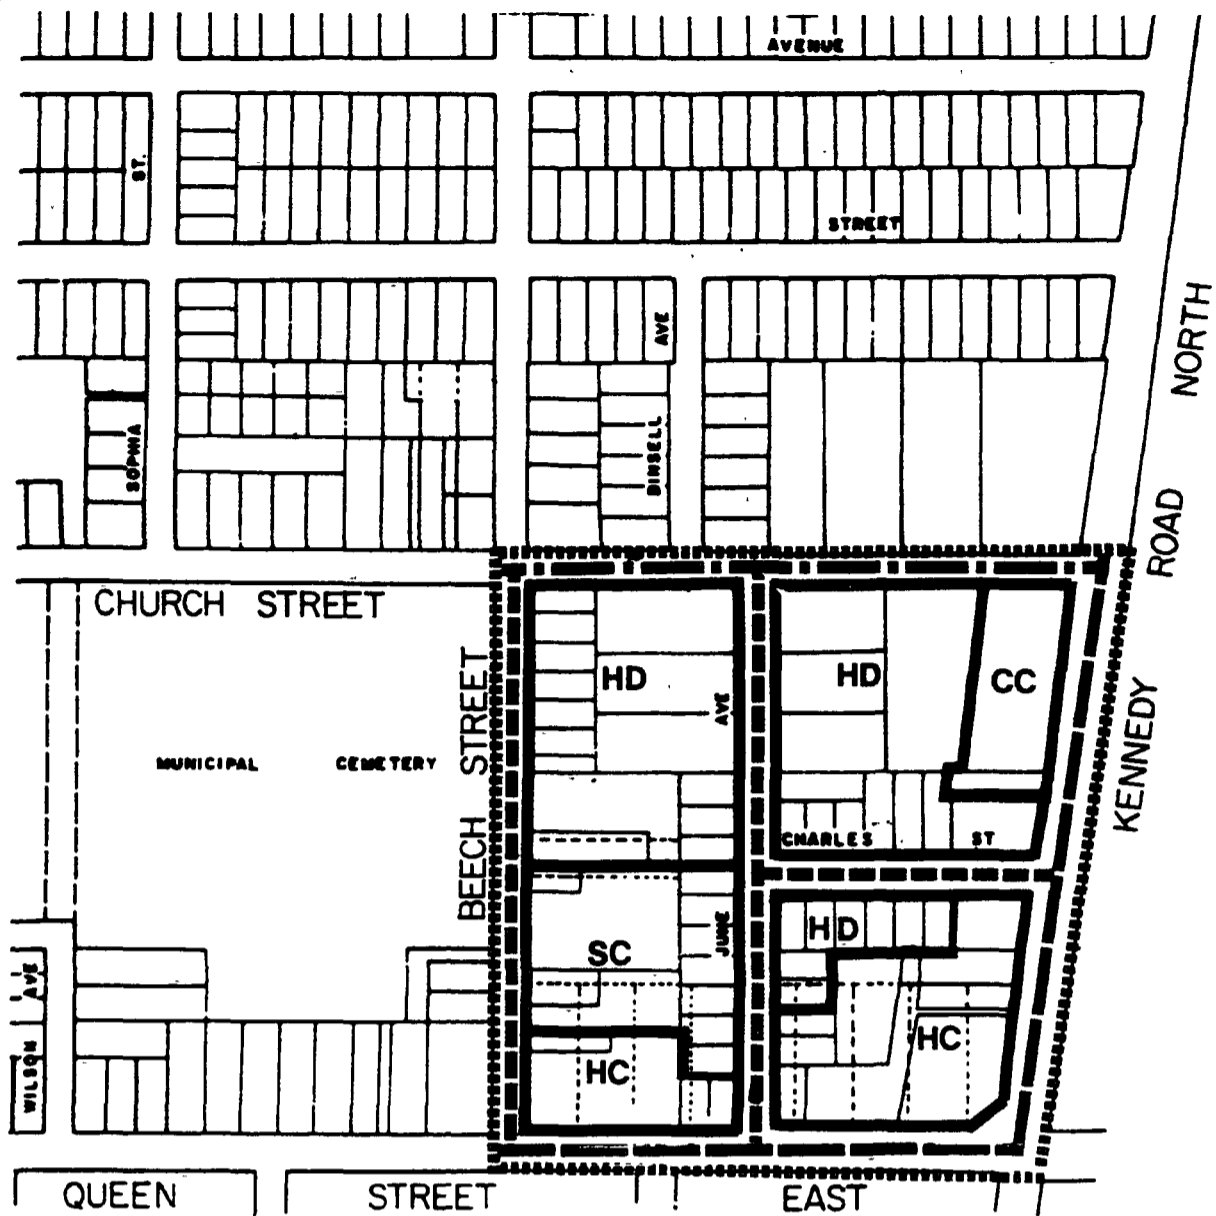 AVENUE
ST.
STREET
NORTH
AVE
SOPHIA
BINSELL
ROAD
CHURCH STREET
HD
HD
CC
BEECH STREET
AVE
KENNEDY
MUNICIPAL CEMETERY
CHARLES ST
JUNE
HD
SC
AVE
WILSON
HC
HC
QUEEN STREET EAST